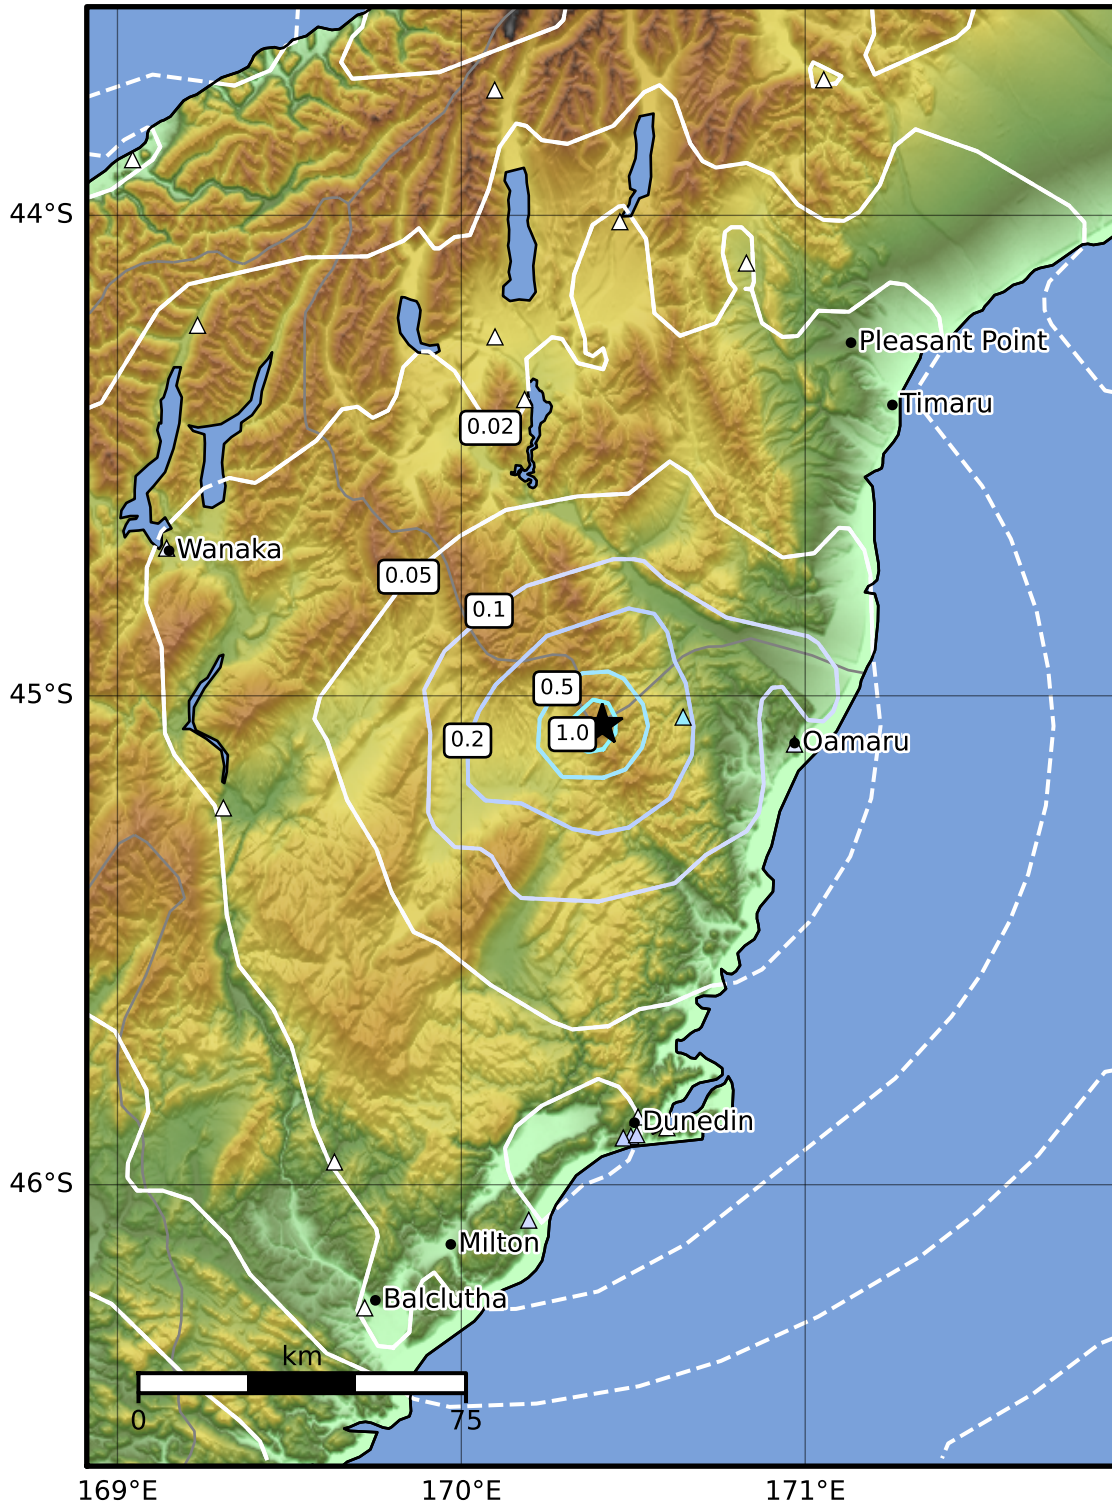 44°S
Pleasant Point
Timaru
0.02
Wanaka
0.05
0.1
0.5
45°S
1.0
0.2
Oamaru
Dunedin
46°S
Milton
Balclutha
km
0
75
169°E
170°E
171°E